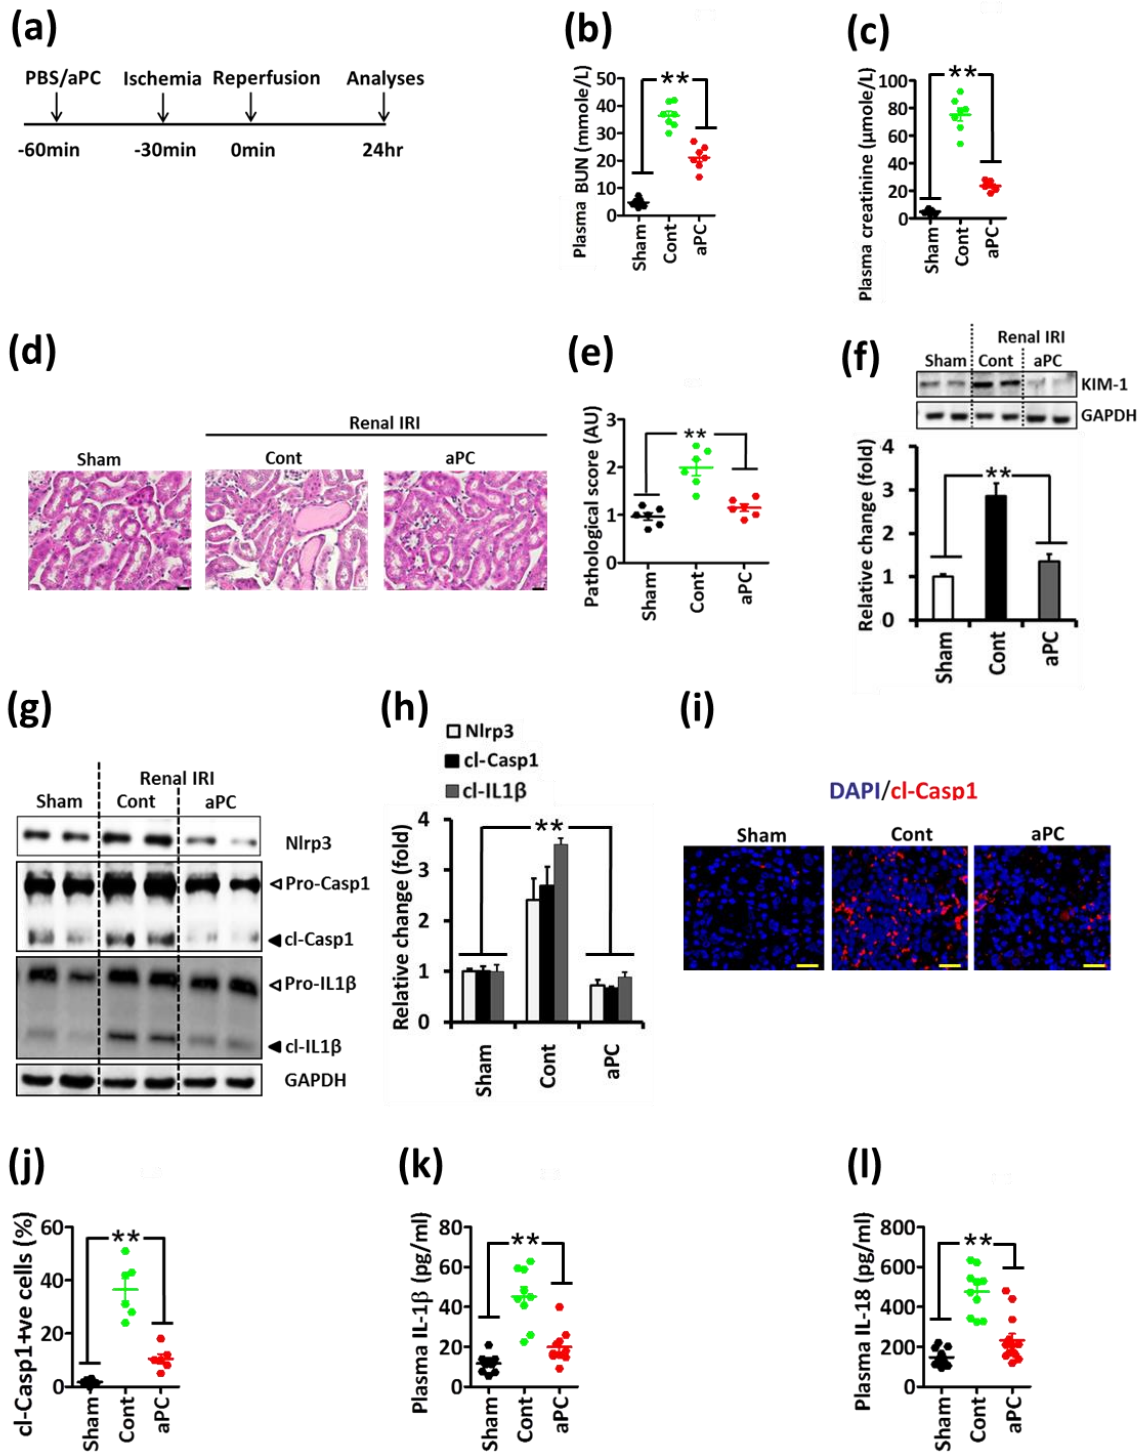 (a)
PBS/aPC Ischemia Reperfusion Analyses
-60min -30min 0min 24hr
(b)
Plasma BUN (mmole/L)
50
40
30
20
10
0
**
Sham Cont aPC
(c)
Plasma creatinine (µmole/L)
100
80
60
40
20
0
**
Sham Cont aPC
(d)
Renal IRI
Sham Cont aPC
(e)
Pathological score (AU)
3
2
1
0
**
Sham Cont aPC
(f)
Renal IRI
Sham Cont aPC
KIM-1
GAPDH
Relative change (fold)
4
3
2
1
0
**
Sham Cont aPC
(g)
Renal IRI
Sham Cont aPC
Nlrp3
Pro-Casp1
cl-Casp1
Pro-IL1β
cl-IL1β
GAPDH
(h)
Nlrp3
cl-Casp1
cl-IL1β
Relative change (fold)
4
3
2
1
0
**
Sham Cont aPC
(i)
DAPI/cl-Casp1
Sham Cont aPC
(j)
cl-Casp1+ve cells (%)
60
40
20
0
**
Sham Cont aPC
(k)
Plasma IL-1β (pg/ml)
80
60
40
20
0
**
Sham Cont aPC
(l)
Plasma IL-18 (pg/ml)
800
600
400
200
0
**
Sham Cont aPC